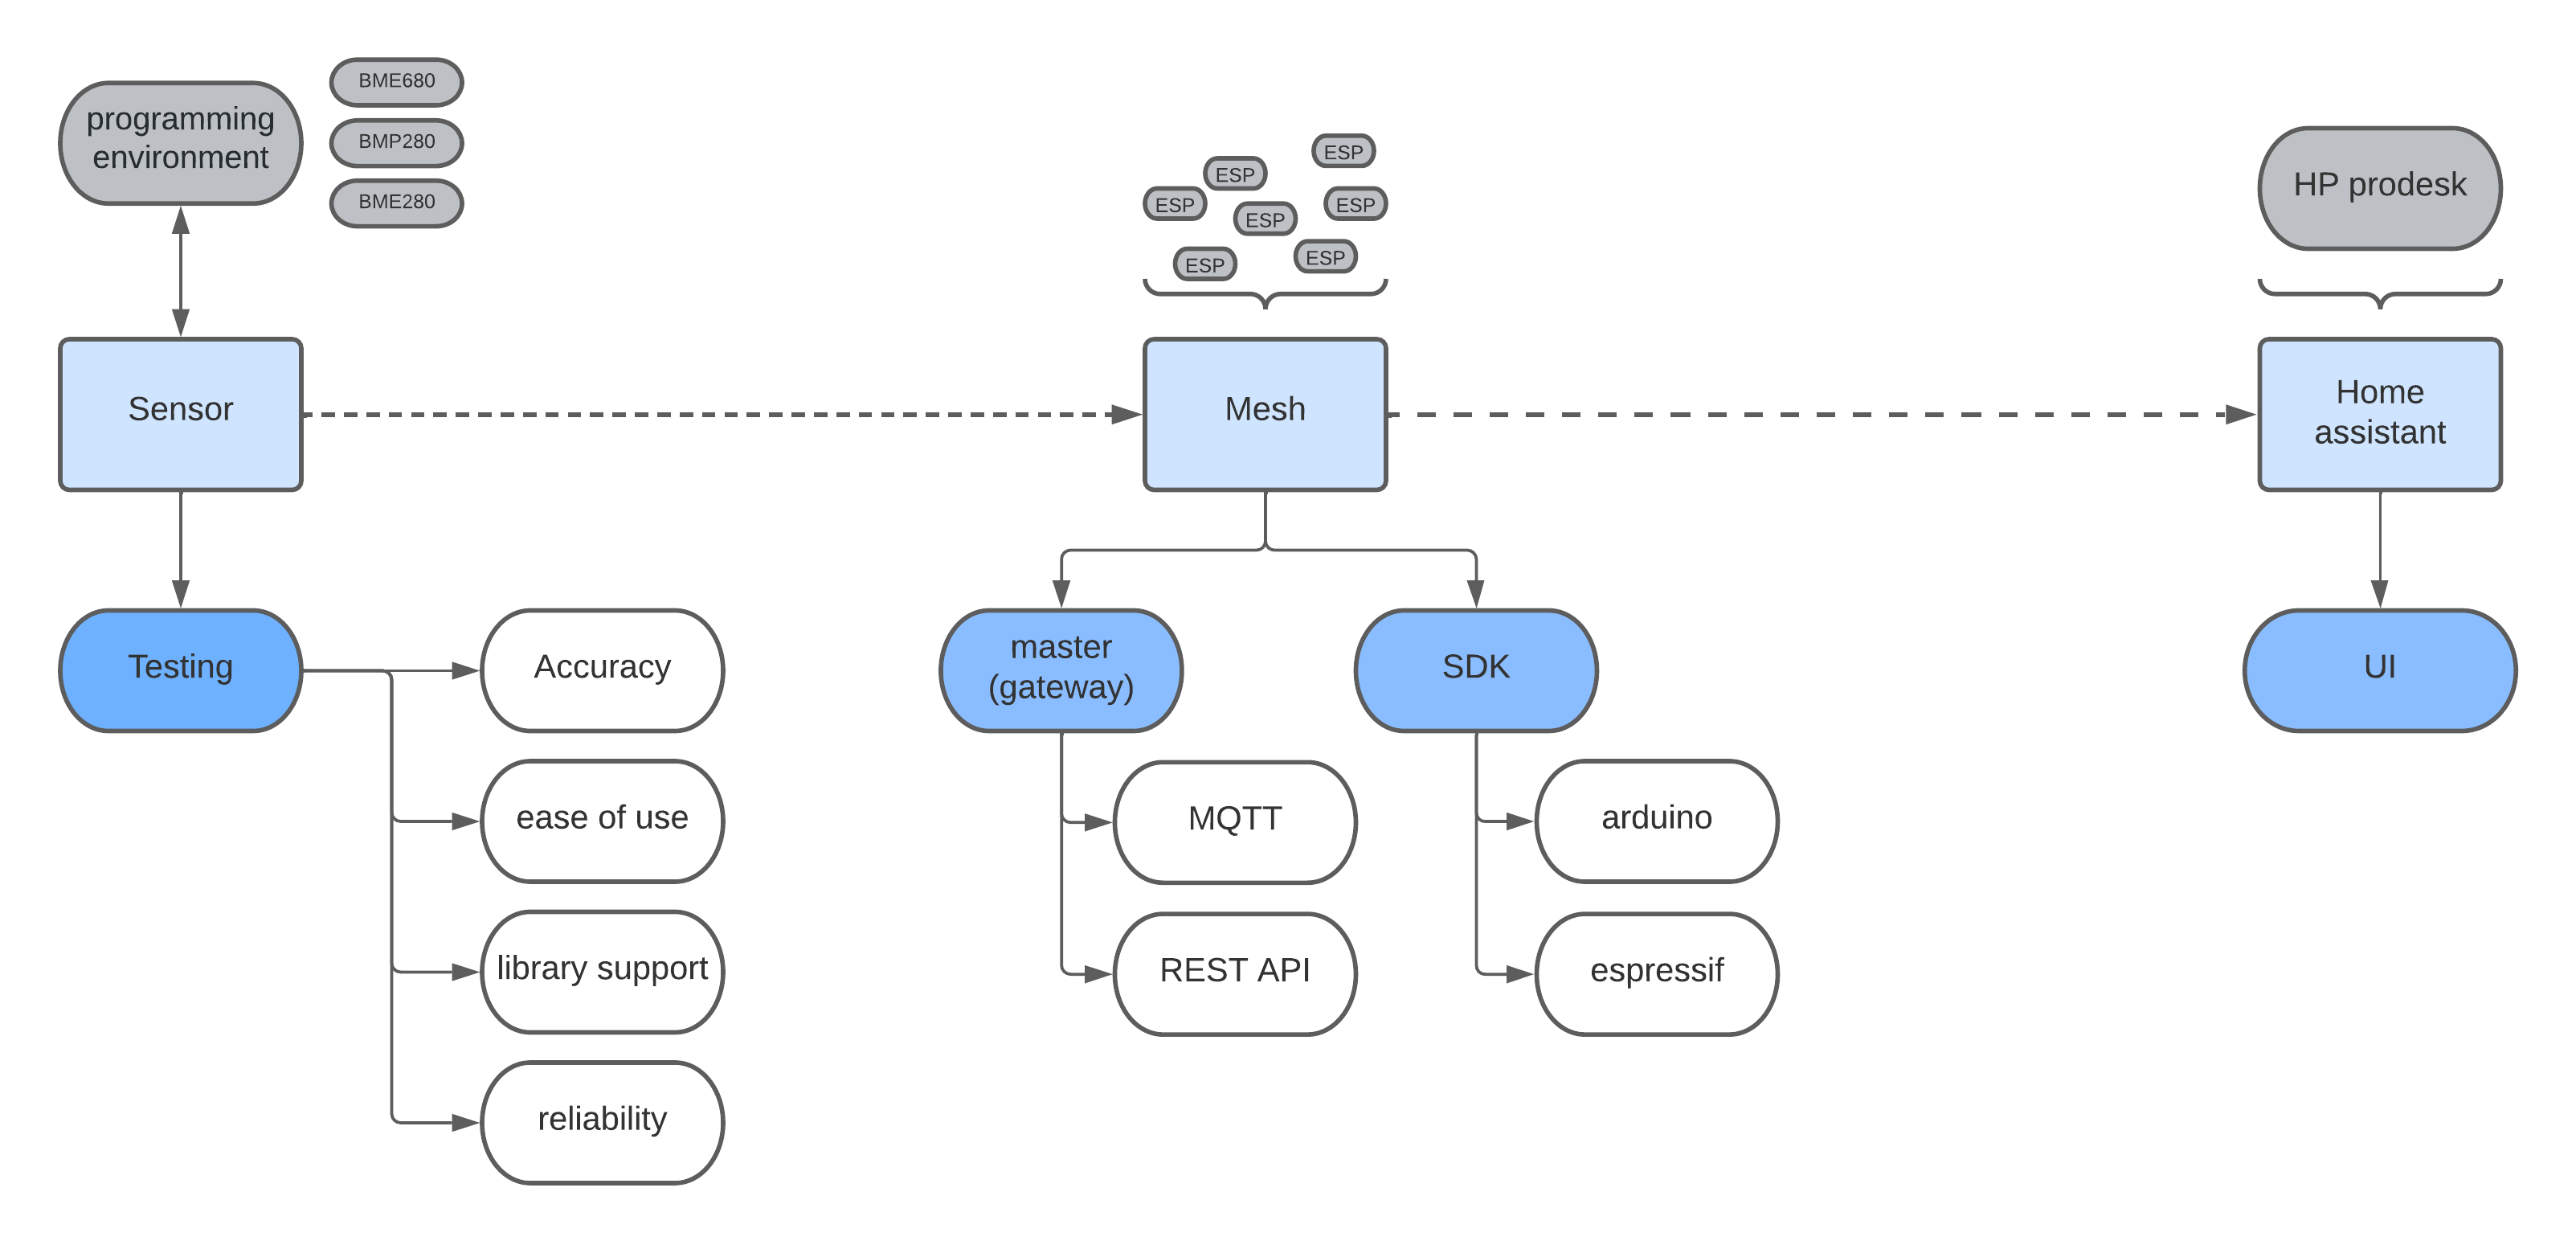 programming
environment
BME680
BMP280
BME280
ESP
ESP
ESP
ESP
ESP
ESP
ESP
HP prodesk
Sensor
Mesh
Home
assistant
Testing
Accuracy
ease of use
library support
reliability
master
(gateway)
MQTT
REST API
SDK
arduino
espressif
UI